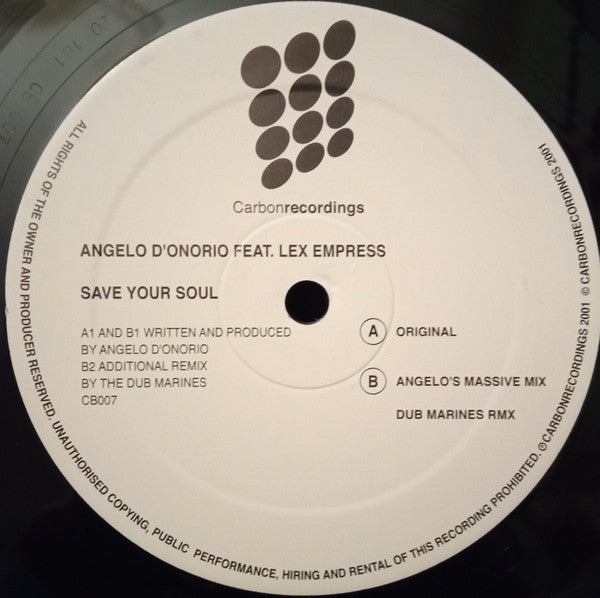 Carbonrecordings
ANGELO D'ONORIO FEAT. LEX EMPRESS
SAVE YOUR SOUL
A1 AND B1 WRITTEN AND PRODUCED
BY ANGELO D'ONORIO
B2 ADDITIONAL REMIX
BY THE DUB MARINES
CB007
A ORIGINAL
B ANGELO'S MASSIVE MIX
DUB MARINES RMX
ALL RIGHTS OF THE OWNER AND PRODUCER RESERVED. UNAUTHORISED COPYING, PUBLIC PERFORMANCE, HIRING AND RENTAL OF THIS RECORDING PROHIBITED. ℗CARBONRECORDINGS 2001 © CARBONRECORDINGS 2001